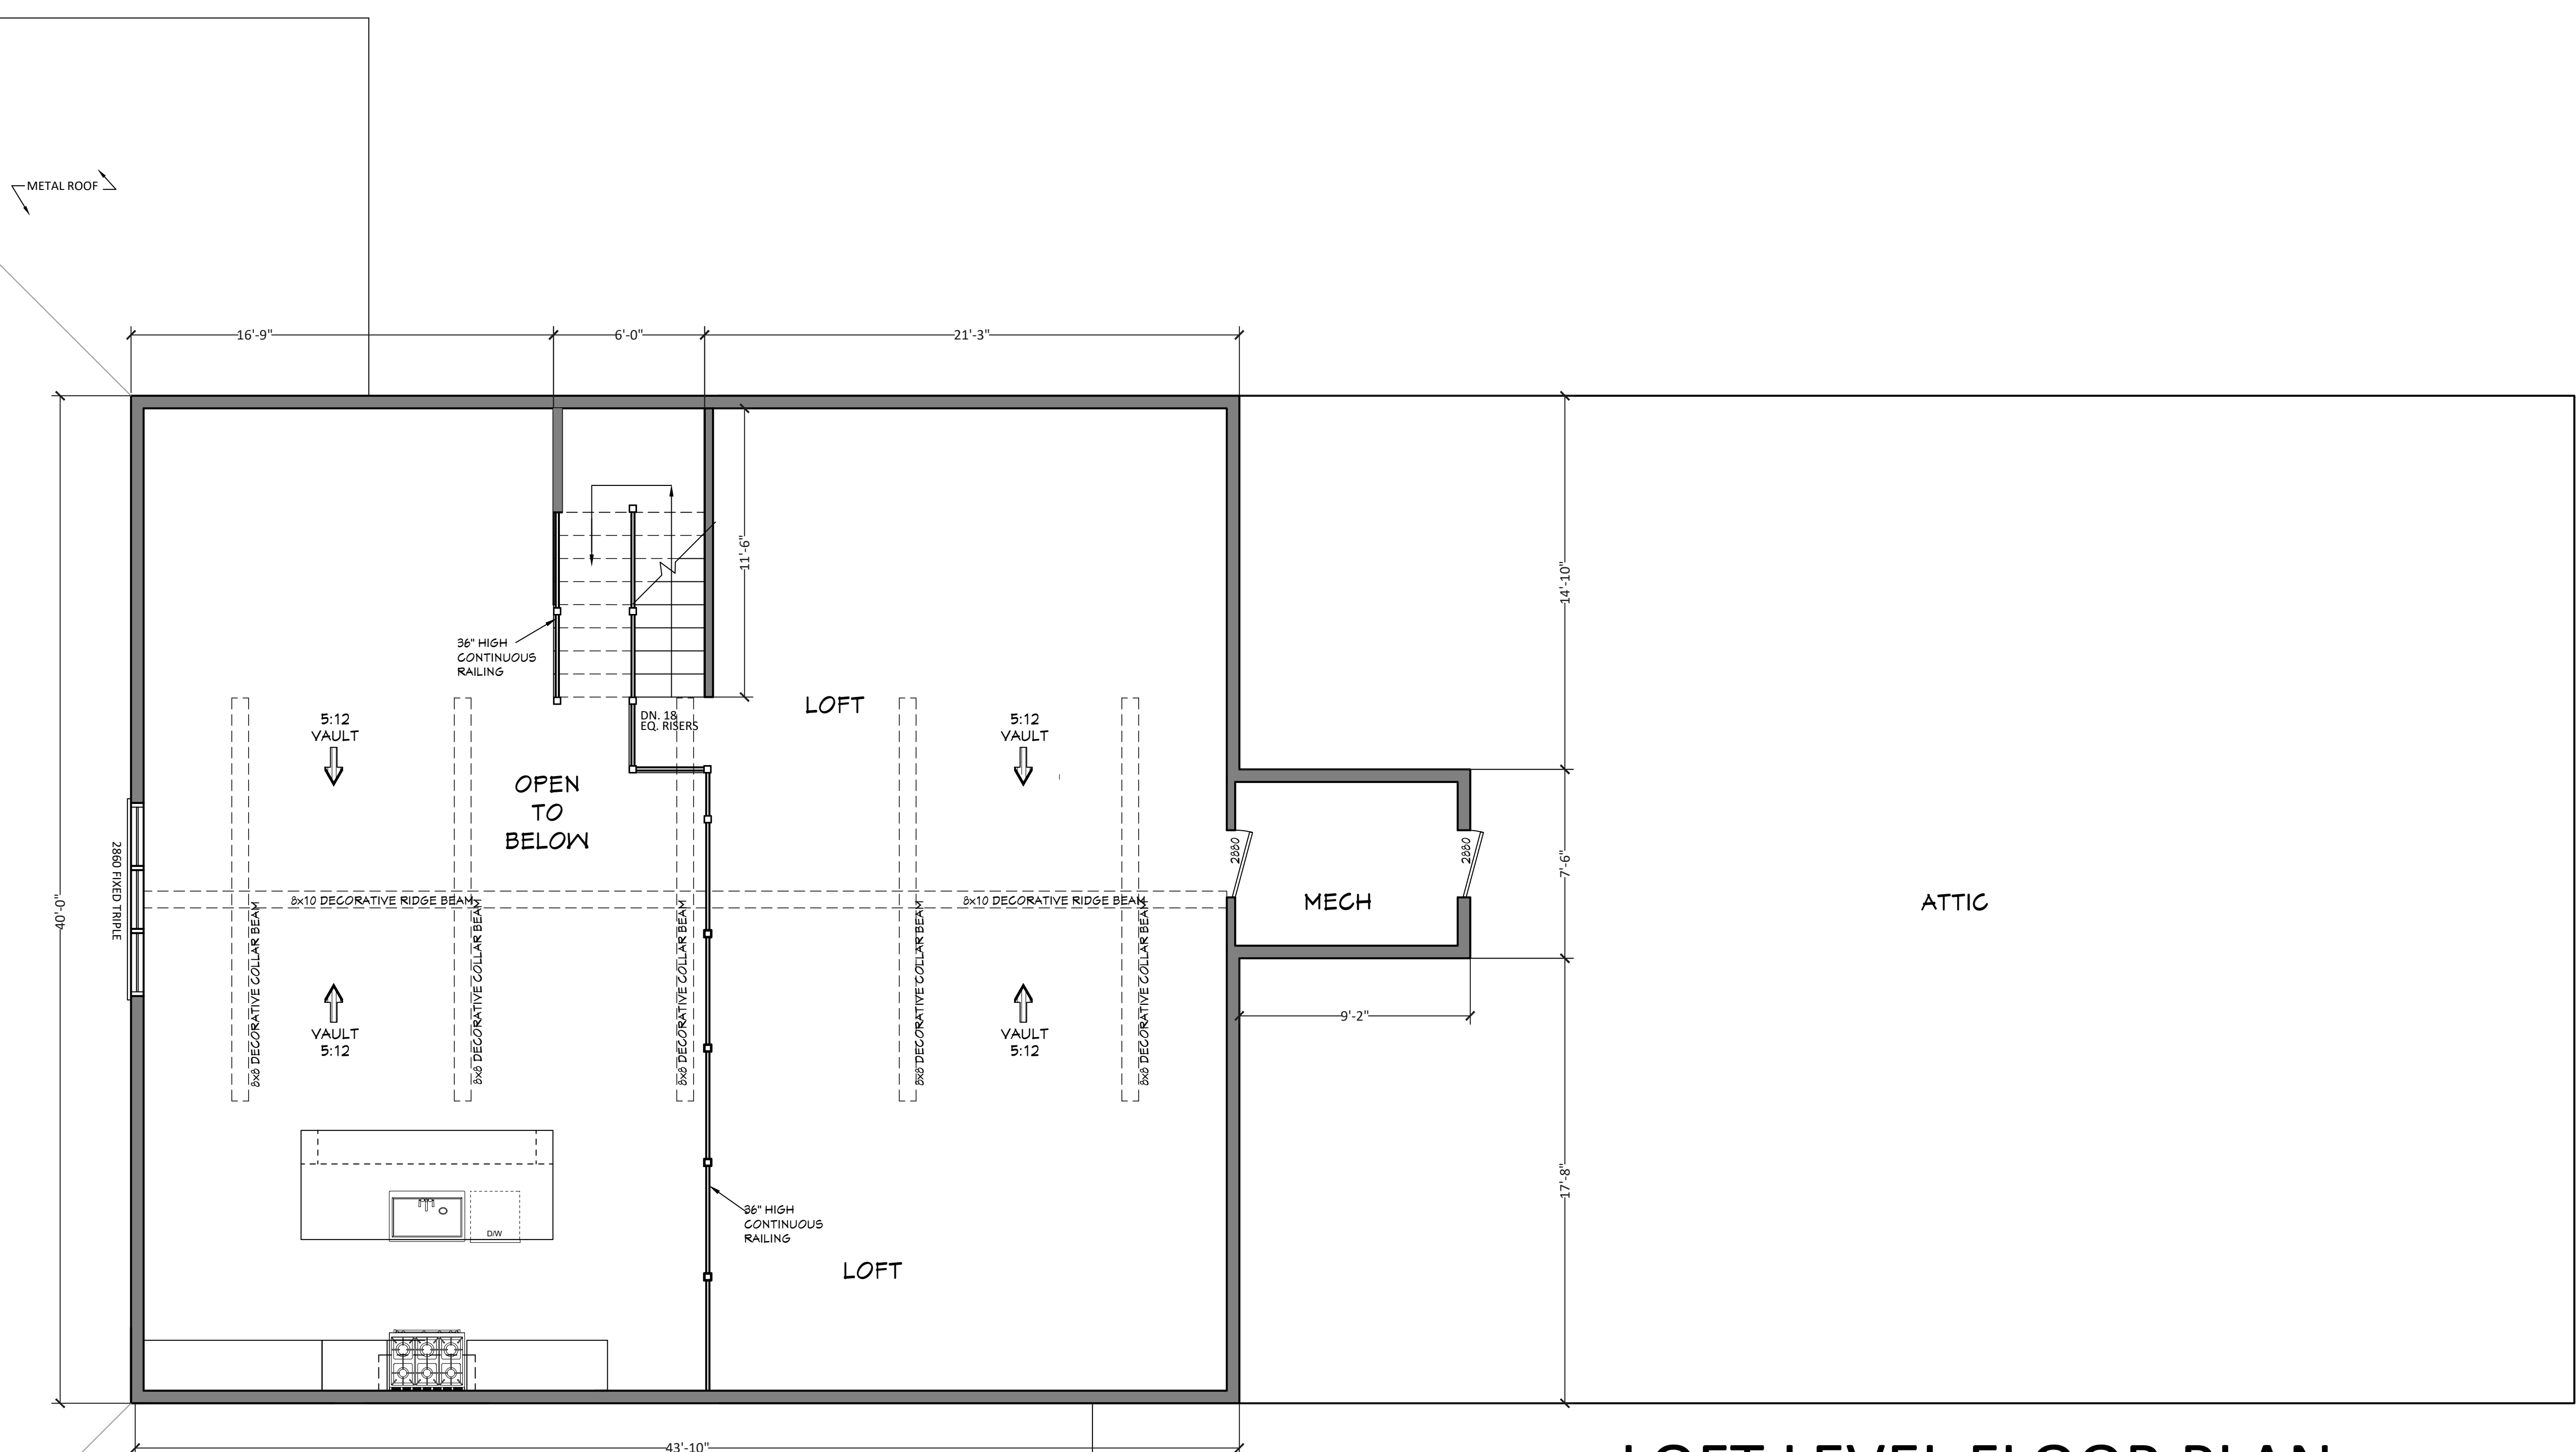 METAL ROOF
16'-9"
6'-0"
21'-3"
40'-0"
11'-6"
14'-10"
36" HIGH
CONTINUOUS
RAILING
LOFT
DN. 18
EQ. RISERS
5:12
VAULT
5:12
VAULT
OPEN
TO
BELOW
2860 FIXED TRIPLE
2880
2880
7'-6"
8x10 DECORATIVE RIDGE BEAM
8x10 DECORATIVE RIDGE BEAM
MECH
ATTIC
8x8 DECORATIVE COLLAR BEAM
8x8 DECORATIVE COLLAR BEAM
8x8 DECORATIVE COLLAR BEAM
8x8 DECORATIVE COLLAR BEAM
8x8 DECORATIVE COLLAR BEAM
9'-2"
VAULT
5:12
VAULT
5:12
17'-8"
36" HIGH
CONTINUOUS
RAILING
D/W
LOFT
43'-10"
LOFT LEVEL FLOOR PLAN